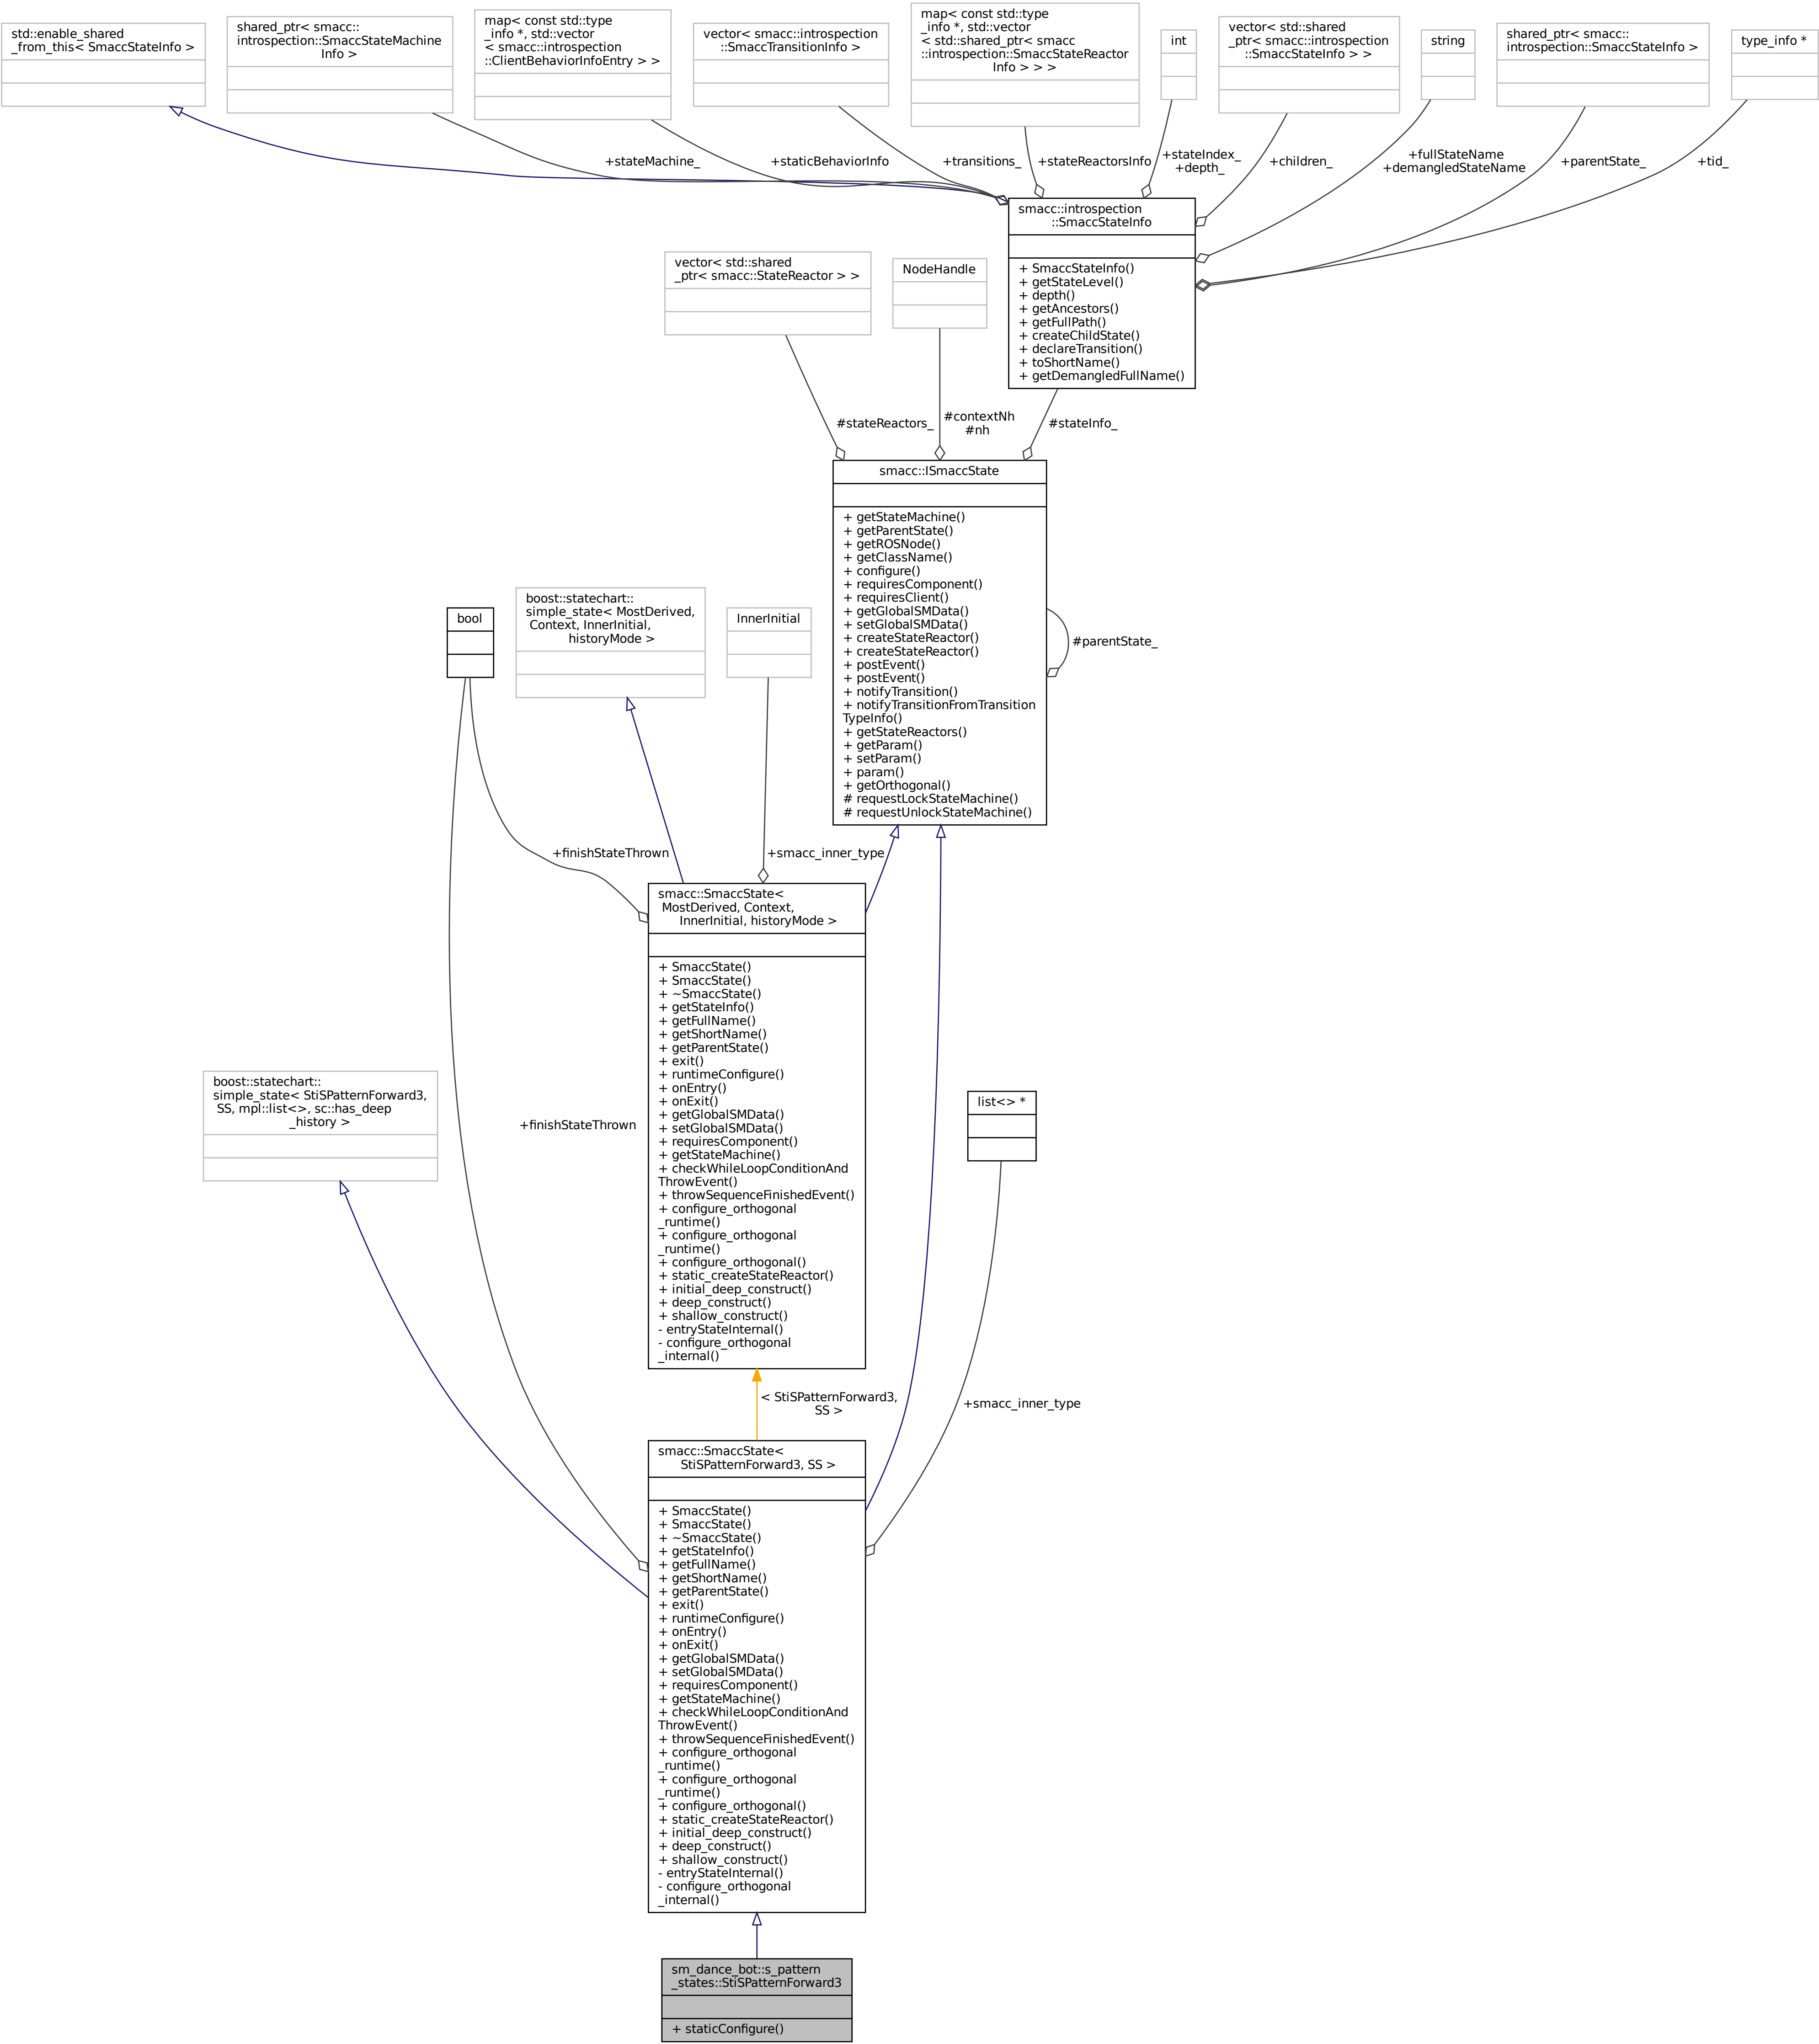 std::enable_shared
_from_this< SmaccStateInfo >
shared_ptr< smacc::
introspection::SmaccStateMachine
Info >
map< const std::type
_info *, std::vector
< smacc::introspection
::ClientBehaviorInfoEntry > >
vector< smacc::introspection
::SmaccTransitionInfo >
map< const std::type
_info *, std::vector
< std::shared_ptr< smacc
::introspection::SmaccStateReactor
Info > > >
int
vector< std::shared
_ptr< smacc::introspection
::SmaccStateInfo > >
string
shared_ptr< smacc::
introspection::SmaccStateInfo >
type_info *
+stateMachine_
+staticBehaviorInfo
+transitions_
+stateReactorsInfo
+stateIndex_
+depth_
+children_
+fullStateName
+demangledStateName
+parentState_
+tid_
smacc::introspection
::SmaccStateInfo
+ SmaccStateInfo()
+ getStateLevel()
+ depth()
+ getAncestors()
+ getFullPath()
+ createChildState()
+ declareTransition()
+ toShortName()
+ getDemangledFullName()
vector< std::shared
_ptr< smacc::StateReactor > >
NodeHandle
#stateReactors_
#contextNh
#nh
#stateInfo_
smacc::ISmaccState
+ getStateMachine()
+ getParentState()
+ getROSNode()
+ getClassName()
+ configure()
+ requiresComponent()
+ requiresClient()
+ getGlobalSMData()
+ setGlobalSMData()
+ createStateReactor()
+ createStateReactor()
+ postEvent()
+ postEvent()
+ notifyTransition()
+ notifyTransitionFromTransition
TypeInfo()
+ getStateReactors()
+ getParam()
+ setParam()
+ param()
+ getOrthogonal()
# requestLockStateMachine()
# requestUnlockStateMachine()
#parentState_
bool
boost::statechart::
simple_state< MostDerived,
Context, InnerInitial,
historyMode >
InnerInitial
+finishStateThrown
+smacc_inner_type
smacc::SmaccState<
MostDerived, Context,
InnerInitial, historyMode >
+ SmaccState()
+ SmaccState()
+ ~SmaccState()
+ getStateInfo()
+ getFullName()
+ getShortName()
+ getParentState()
+ exit()
+ runtimeConfigure()
+ onEntry()
+ onExit()
+ getGlobalSMData()
+ setGlobalSMData()
+ requiresComponent()
+ getStateMachine()
+ checkWhileLoopConditionAnd
ThrowEvent()
+ throwSequenceFinishedEvent()
+ configure_orthogonal
_runtime()
+ configure_orthogonal
_runtime()
+ configure_orthogonal()
+ static_createStateReactor()
+ initial_deep_construct()
+ deep_construct()
+ shallow_construct()
- entryStateInternal()
- configure_orthogonal
_internal()
boost::statechart::
simple_state< StiSPatternForward3,
SS, mpl::list<>, sc::has_deep
_history >
+finishStateThrown
list<> *
< StiSPatternForward3,
SS >
+smacc_inner_type
smacc::SmaccState<
StiSPatternForward3, SS >
+ SmaccState()
+ SmaccState()
+ ~SmaccState()
+ getStateInfo()
+ getFullName()
+ getShortName()
+ getParentState()
+ exit()
+ runtimeConfigure()
+ onEntry()
+ onExit()
+ getGlobalSMData()
+ setGlobalSMData()
+ requiresComponent()
+ getStateMachine()
+ checkWhileLoopConditionAnd
ThrowEvent()
+ throwSequenceFinishedEvent()
+ configure_orthogonal
_runtime()
+ configure_orthogonal
_runtime()
+ configure_orthogonal()
+ static_createStateReactor()
+ initial_deep_construct()
+ deep_construct()
+ shallow_construct()
- entryStateInternal()
- configure_orthogonal
_internal()
sm_dance_bot::s_pattern
_states::StiSPatternForward3
+ staticConfigure()